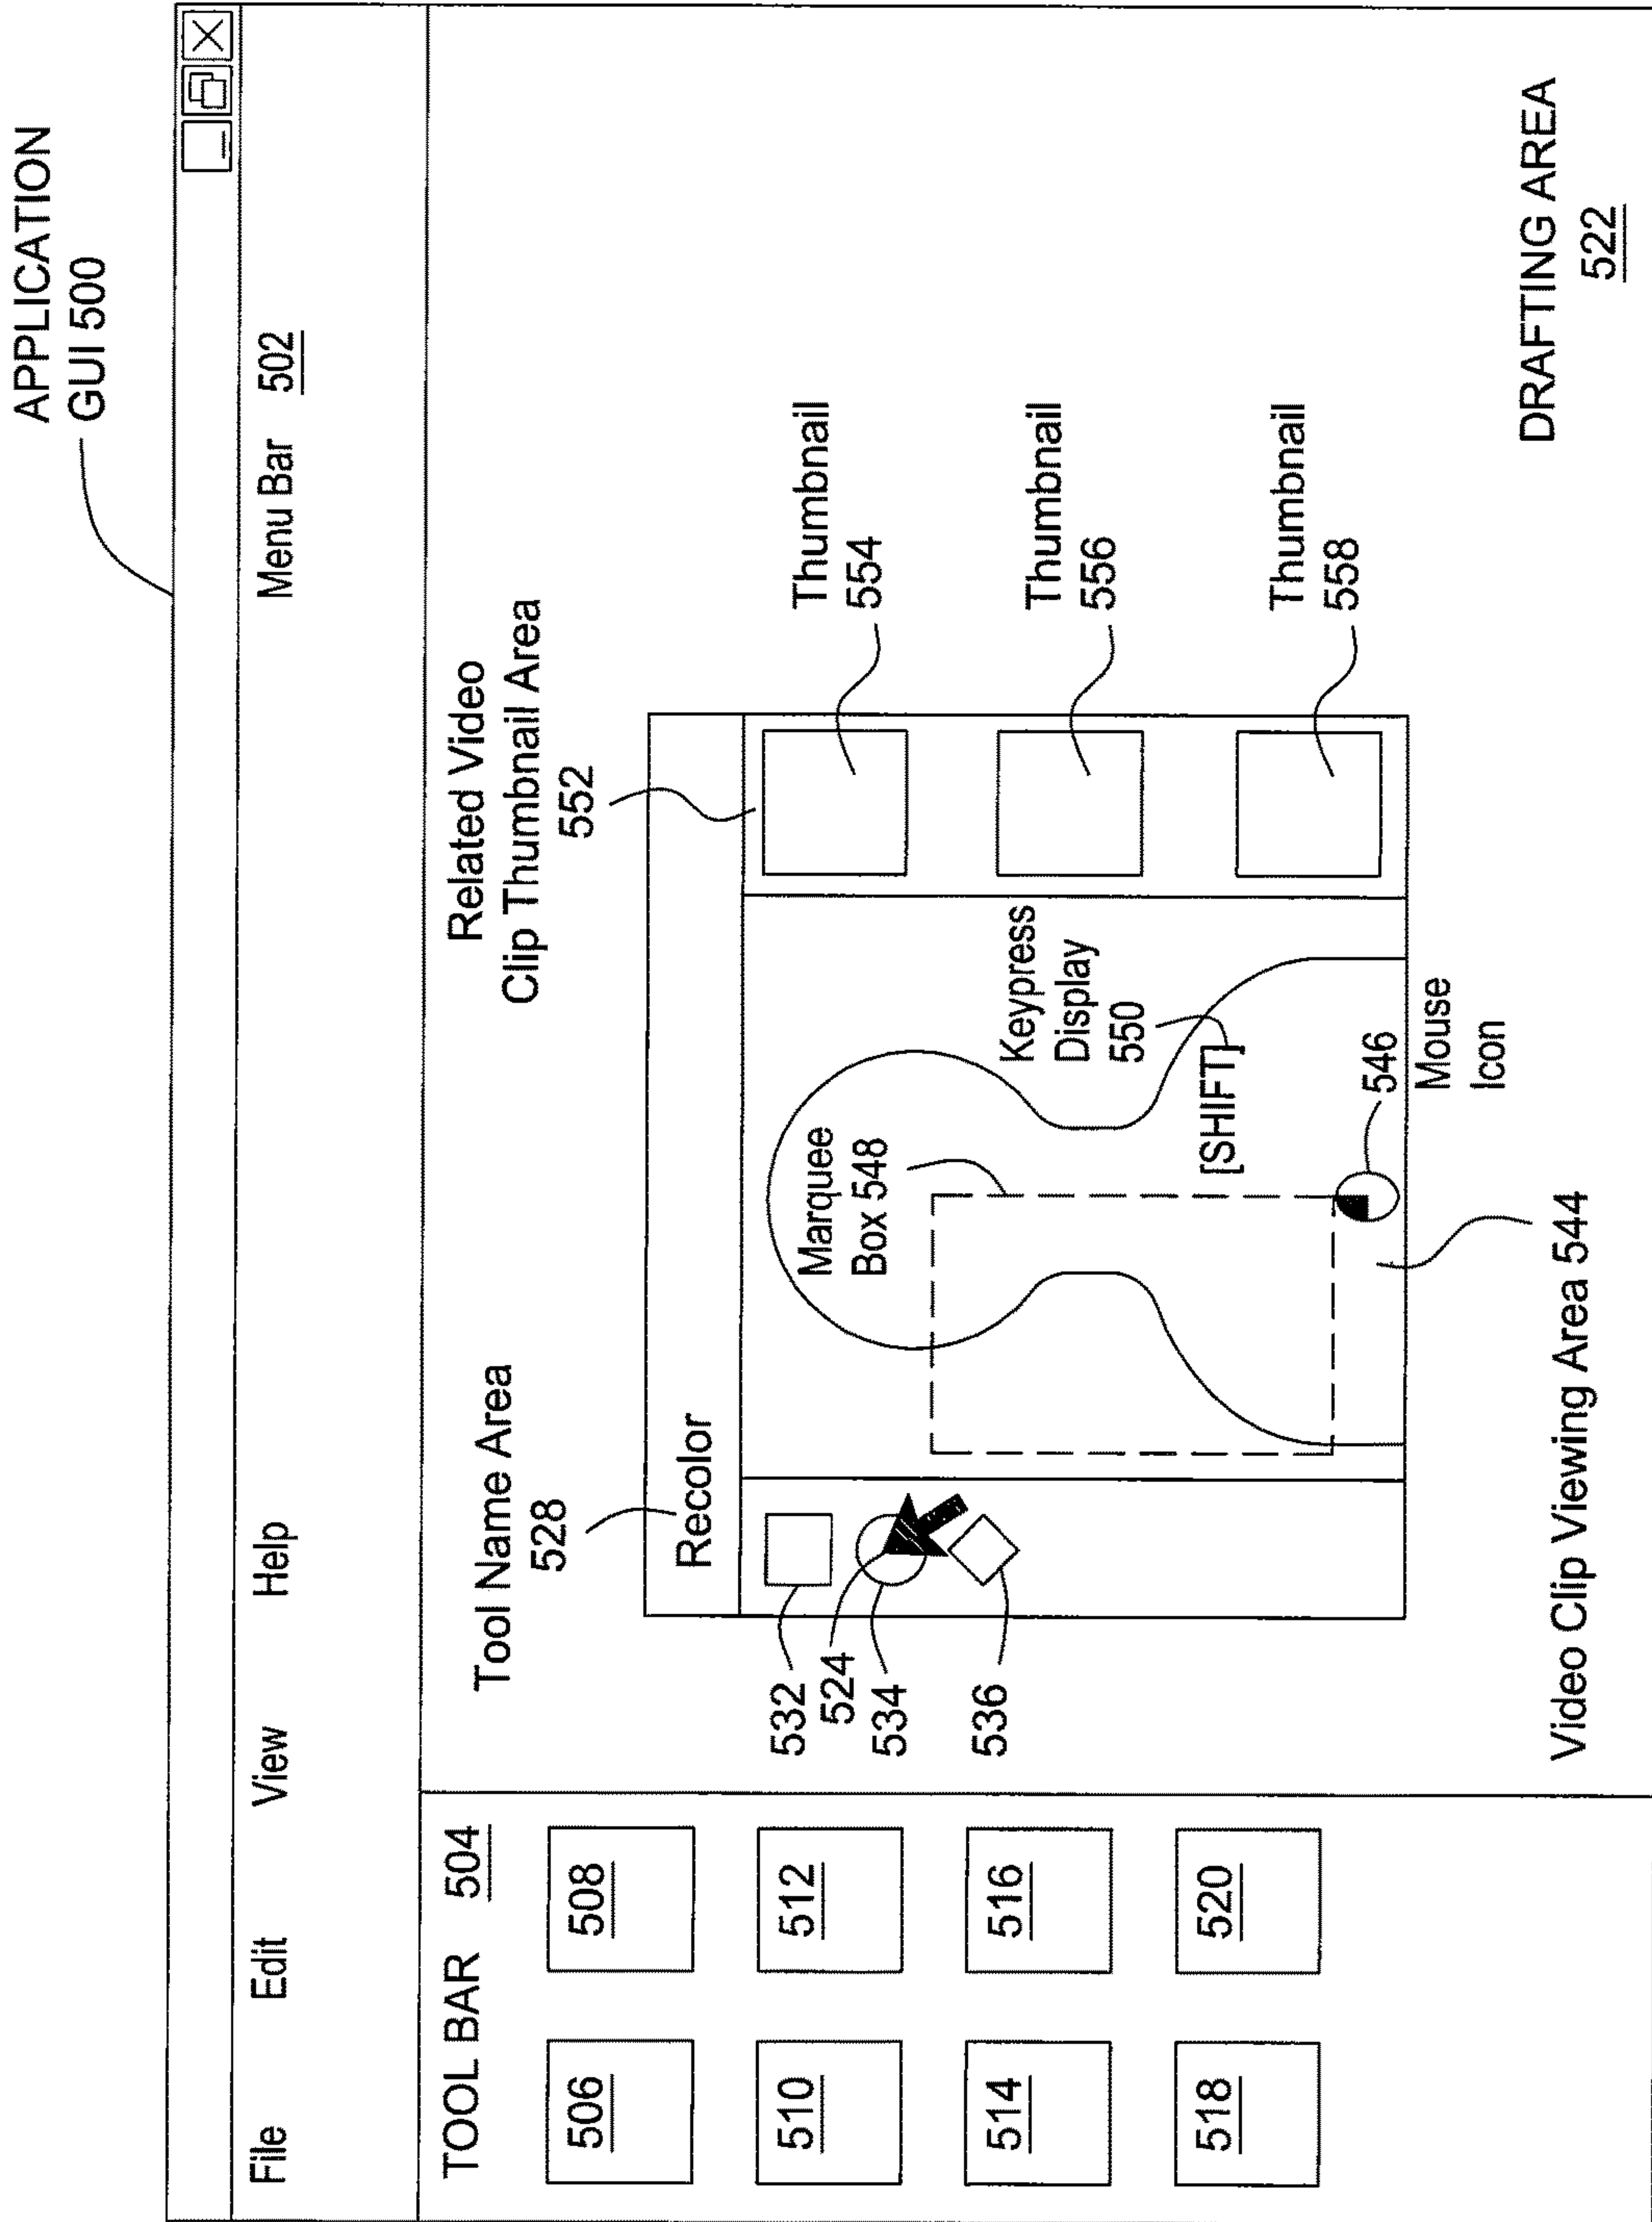 APPLICATION
GUI 500
File Edit View Help Menu Bar 502
TOOL BAR 504
506 508
510 512
514 516
518 520
Tool Name Area
528
Related Video
Clip Thumbnail Area
552
Recolor
532
524
534
536
Marquee
Box 548
Keypress
Display
550
[SHIFT]
546
Mouse
Icon
Thumbnail
554
Thumbnail
556
Thumbnail
558
Video Clip Viewing Area 544
DRAFTING AREA
522